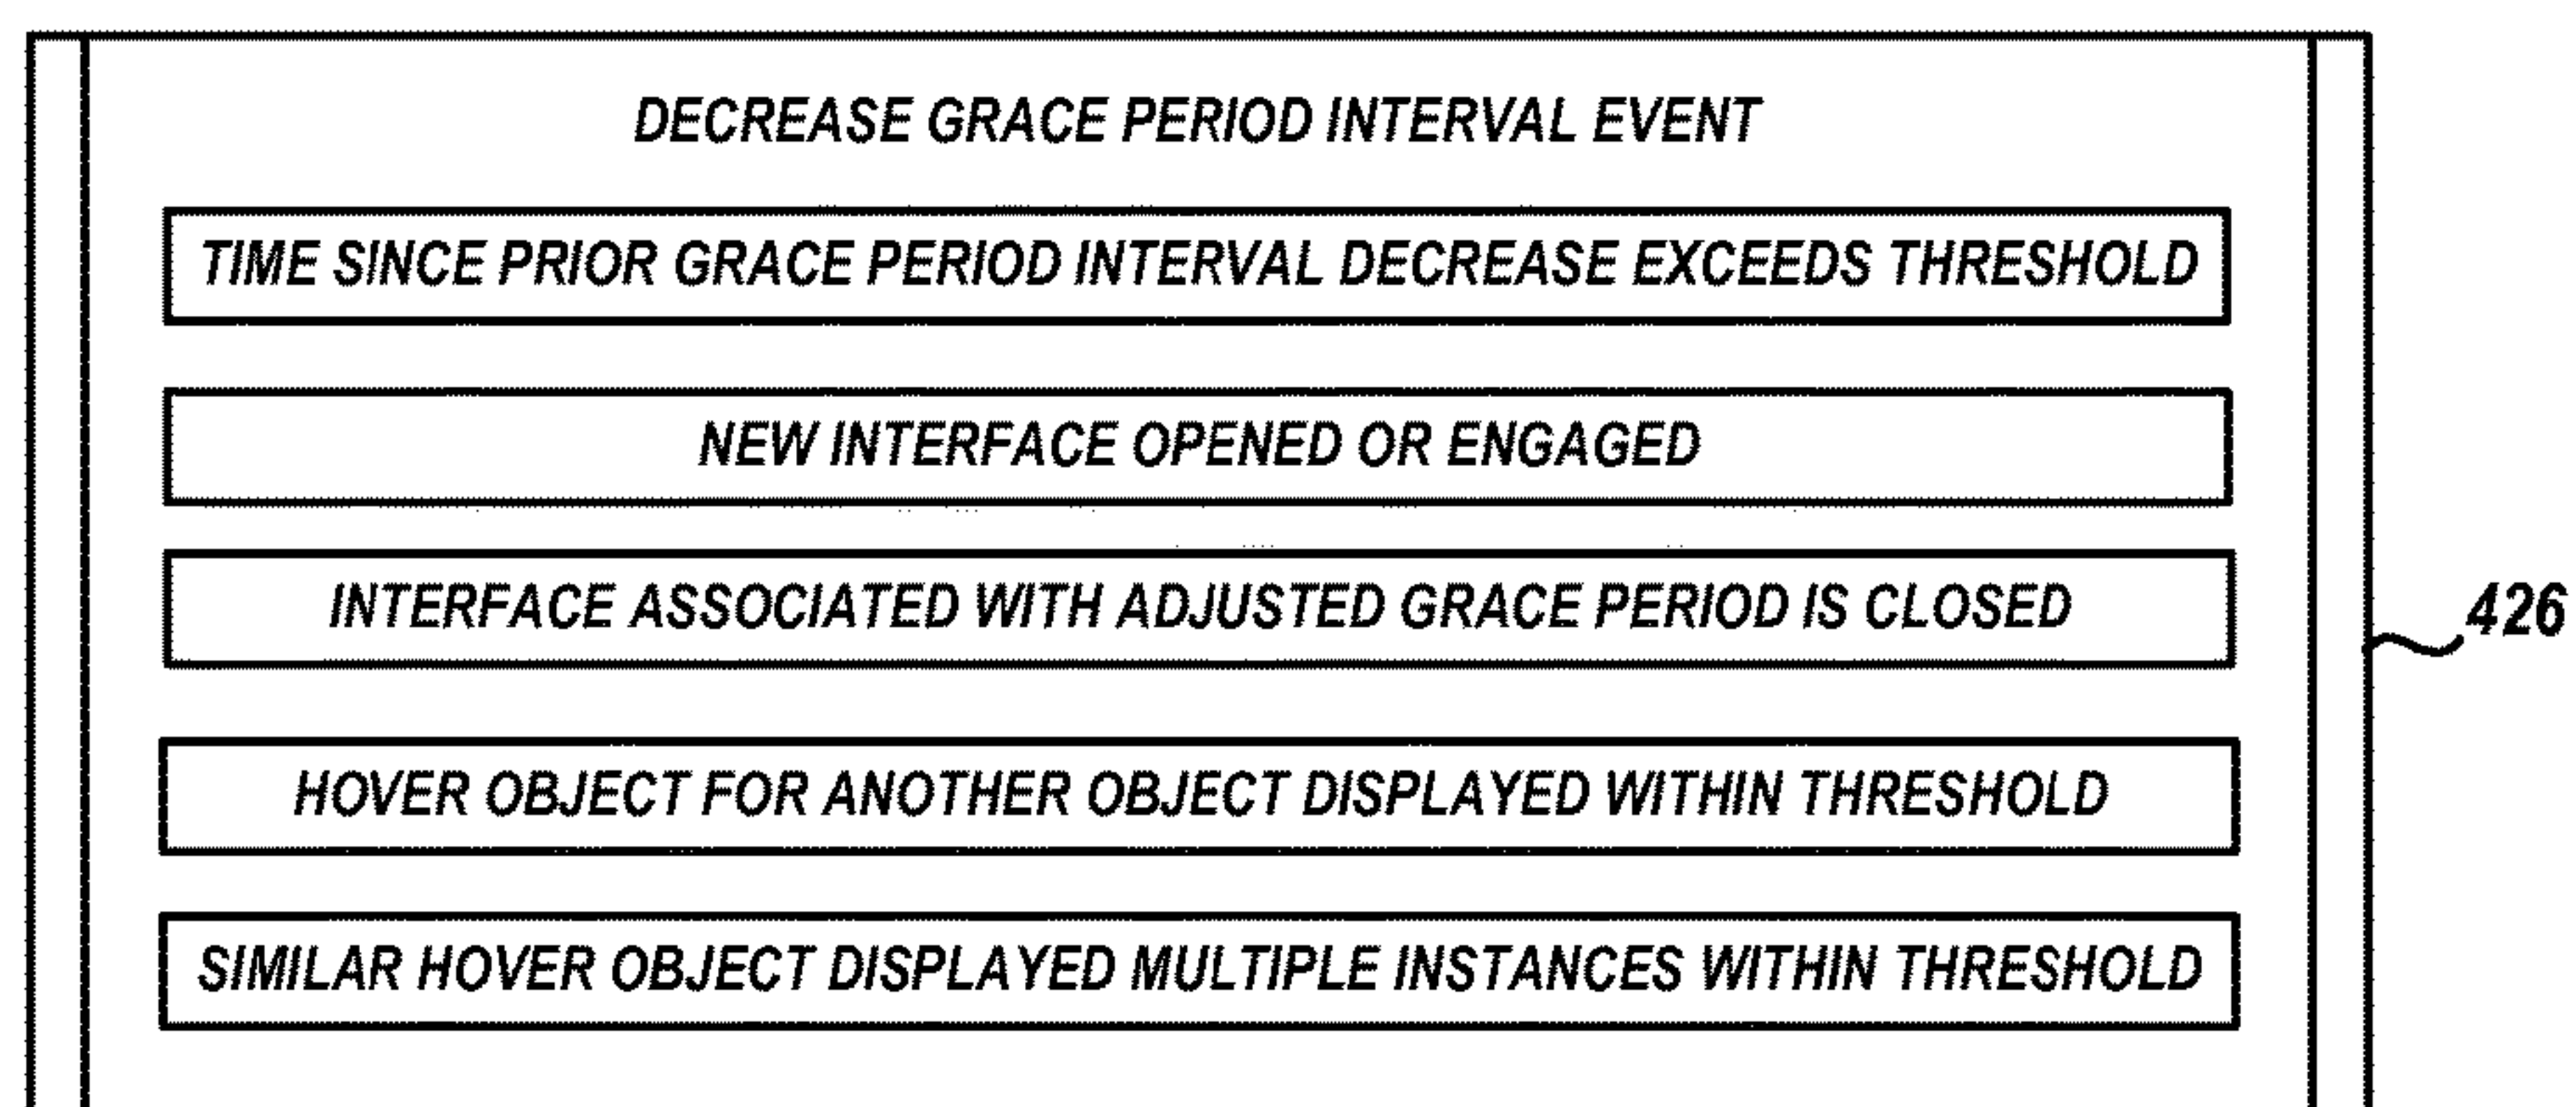 DECREASE GRACE PERIOD INTERVAL EVENT
TIME SINCE PRIOR GRACE PERIOD INTERVAL DECREASE EXCEEDS THRESHOLD
NEW INTERFACE OPENED OR ENGAGED
INTERFACE ASSOCIATED WITH ADJUSTED GRACE PERIOD IS CLOSED
426
HOVER OBJECT FOR ANOTHER OBJECT DISPLAYED WITHIN THRESHOLD
SIMILAR HOVER OBJECT DISPLAYED MULTIPLE INSTANCES WITHIN THRESHOLD